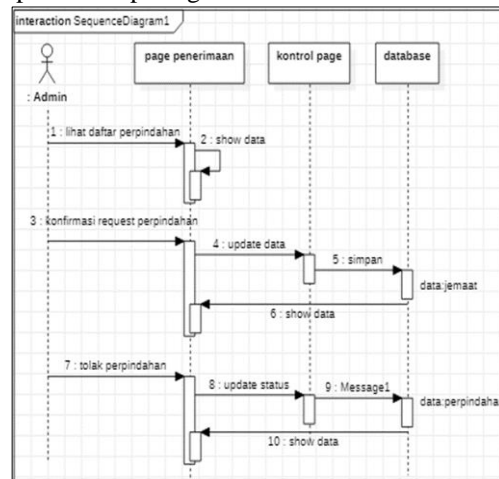 interaction SequenceDiagram1
page penerimaan
kontrol page
database
: Admin
1 : lihat daftar perpindahan
2 : show data
3 : konfirmasi request perpindahan
4 : update data
5 : simpan
data:jemaat
6 : show data
7 : tolak perpindahan
8 : update status
9 : Message1
data:perpindaha
10 : show data